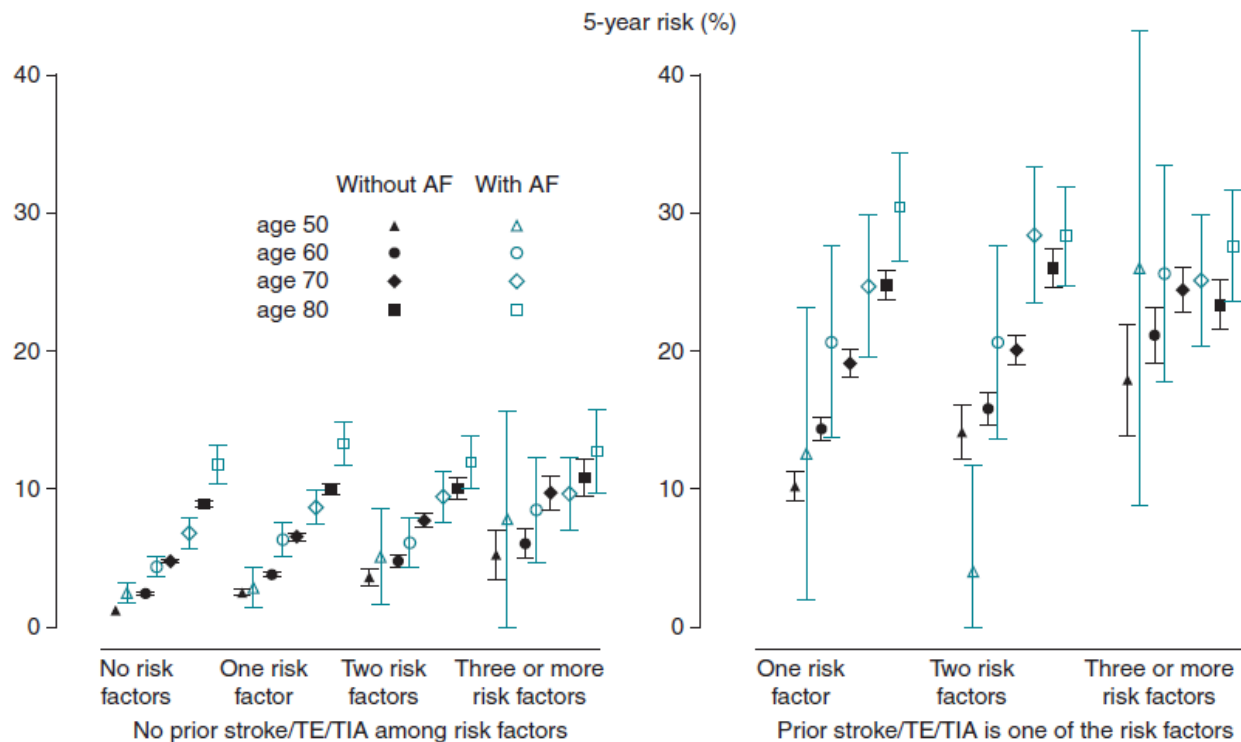 5-year risk (%)
40
30
20
10
0
Without AF With AF
age 50
age 60
age 70
age 80
No risk
factors
One risk
factor
Two risk
factors
Three or more
risk factors
No prior stroke/TE/TIA among risk factors
40
30
20
10
0
One risk
factor
Two risk
factors
Three or more
risk factors
Prior stroke/TE/TIA is one of the risk factors